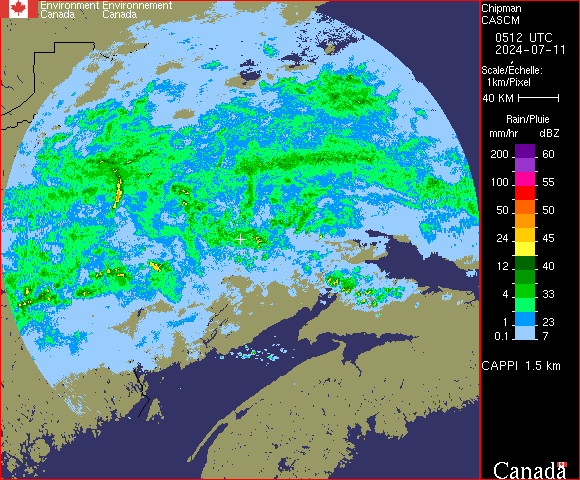 Environment Environnement
Canada Canada
Chipman
CASCM
0512 UTC
2024-07-11
Scale/Échelle:
1km/Pixel
40 KM
Rain/Pluie
mm/hr dBZ
200 60
100 55
50 50
24 45
12 40
4 33
1 23
0.1 7
CAPPI 1.5 km
Canada